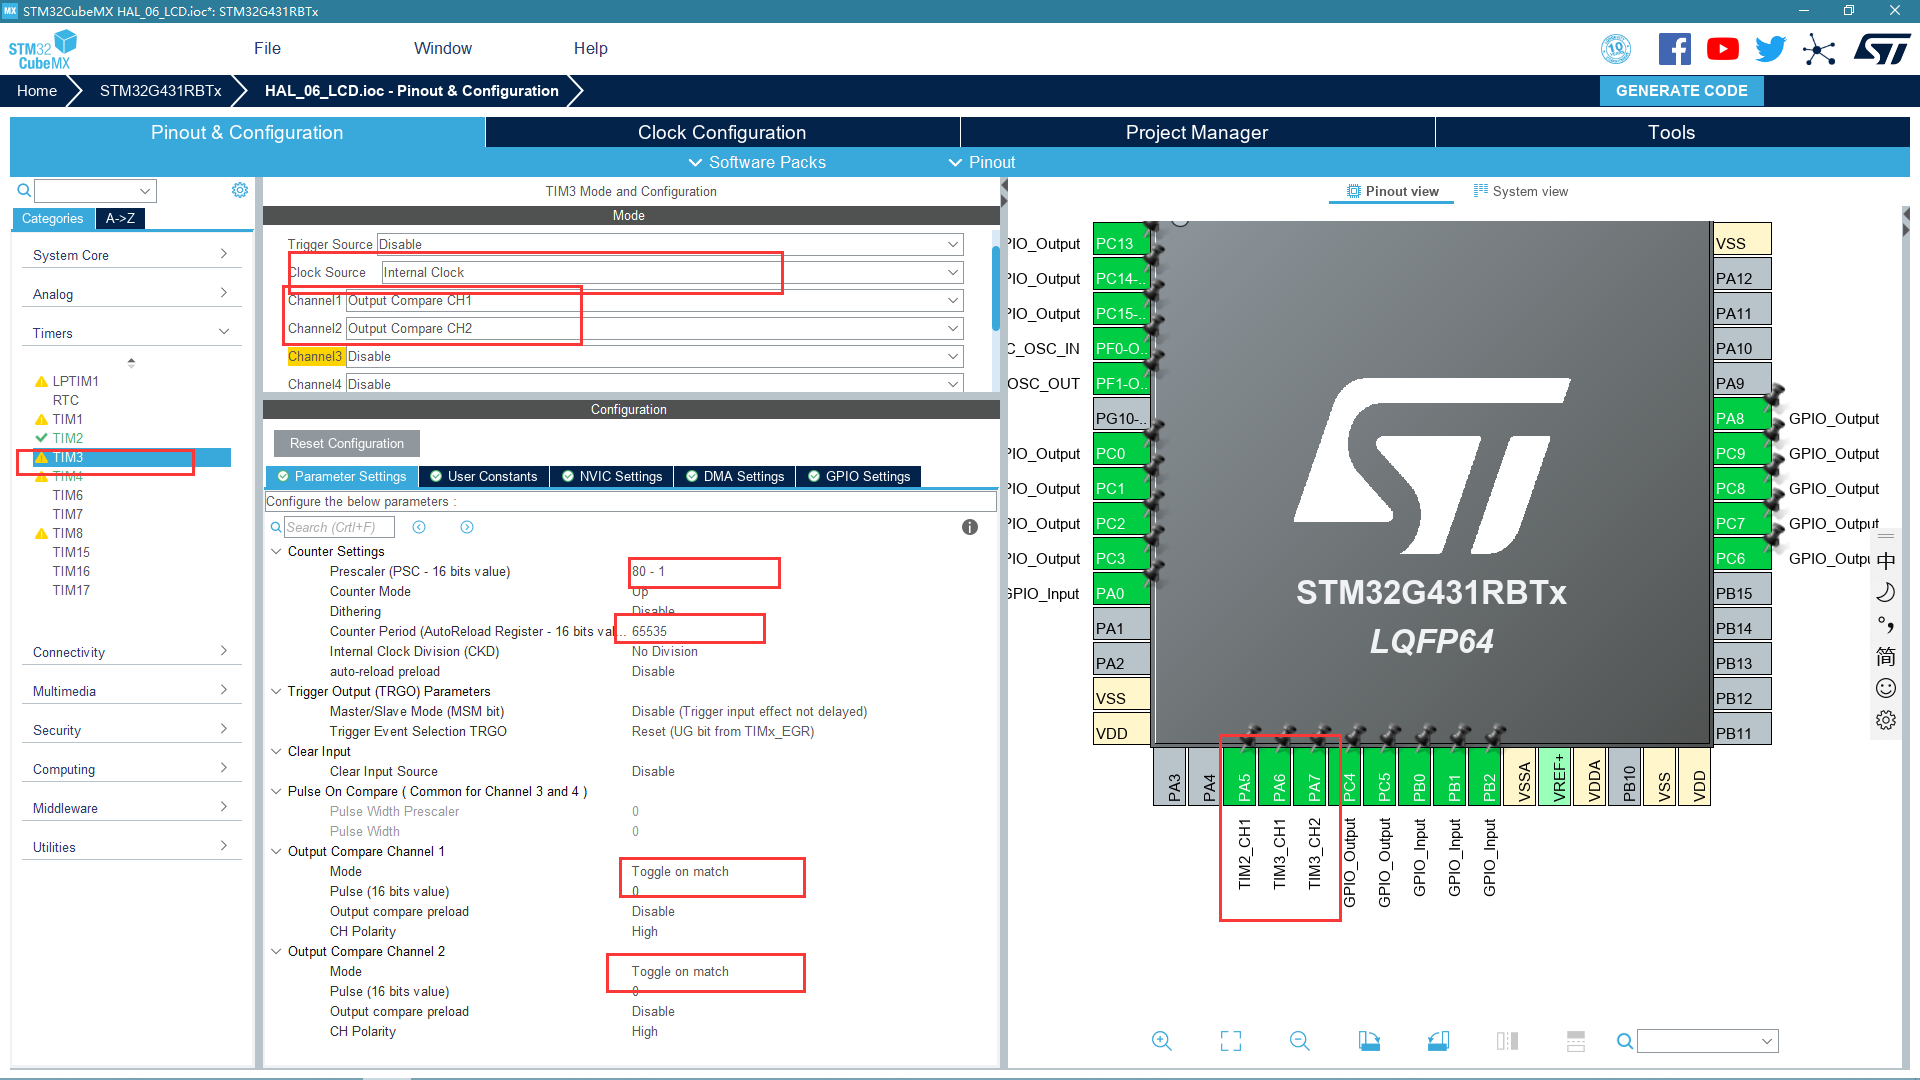 STM32CubeMX HAL_06_LCD.ioc*: STM32G431RBTx
STM32
CubeMX
File
Window
Help
10
Home
STM32G431RBTx
HAL_06_LCD.ioc - Pinout & Configuration
GENERATE CODE
Pinout & Configuration
Clock Configuration
Project Manager
Tools
Software Packs
Pinout
Categories
A->Z
System Core
Analog
Timers
LPTIM1
RTC
TIM1
TIM2
TIM3
TIM4
TIM6
TIM7
TIM8
TIM15
TIM16
TIM17
Connectivity
Multimedia
Security
Computing
Middleware
Utilities
TIM3 Mode and Configuration
Mode
Trigger Source Disable
Clock Source Internal Clock
Channel1 Output Compare CH1
Channel2 Output Compare CH2
Channel3 Disable
Channel4 Disable
Configuration
Reset Configuration
Parameter Settings
User Constants
NVIC Settings
DMA Settings
GPIO Settings
Configure the below parameters :
Search (Crtl+F)
Counter Settings
Prescaler (PSC - 16 bits value) 80 - 1
Counter Mode Up
Dithering Disable
Counter Period (AutoReload Register - 16 bits val... 65535
Internal Clock Division (CKD) No Division
auto-reload preload Disable
Trigger Output (TRGO) Parameters
Master/Slave Mode (MSM bit) Disable (Trigger input effect not delayed)
Trigger Event Selection TRGO Reset (UG bit from TIMx_EGR)
Clear Input
Clear Input Source Disable
Pulse On Compare ( Common for Channel 3 and 4 )
Pulse Width Prescaler 0
Pulse Width 0
Output Compare Channel 1
Mode Toggle on match
Pulse (16 bits value) 0
Output compare preload Disable
CH Polarity High
Output Compare Channel 2
Mode Toggle on match
Pulse (16 bits value) 0
Output compare preload Disable
CH Polarity High
Pinout view
System view
PIO_Output PC13
PIO_Output PC14-..
PIO_Output PC15-..
C_OSC_IN PF0-O..
OSC_OUT PF1-O..
PG10-..
PIO_Output PC0
PIO_Output PC1
PIO_Output PC2
PIO_Output PC3
GPIO_Input PA0
PA1
PA2
VSS
VDD
STM32G431RBTx
LQFP64
VSS
PA12
PA11
PA10
PA9
PA8 GPIO_Output
PC9 GPIO_Output
PC8 GPIO_Output
PC7 GPIO_Output
PC6 GPIO_Outpu
PB15
PB14
PB13
PB12
PB11
PA3
PA4
PA5 TIM2_CH1
PA6 TIM3_CH1
PA7 TIM3_CH2
PC4 GPIO_Output
PC5 GPIO_Output
PB0 GPIO_Input
PB1 GPIO_Input
PB2 GPIO_Input
VSSA
VREF+
VDDA
PB10
VSS
VDD
中
简